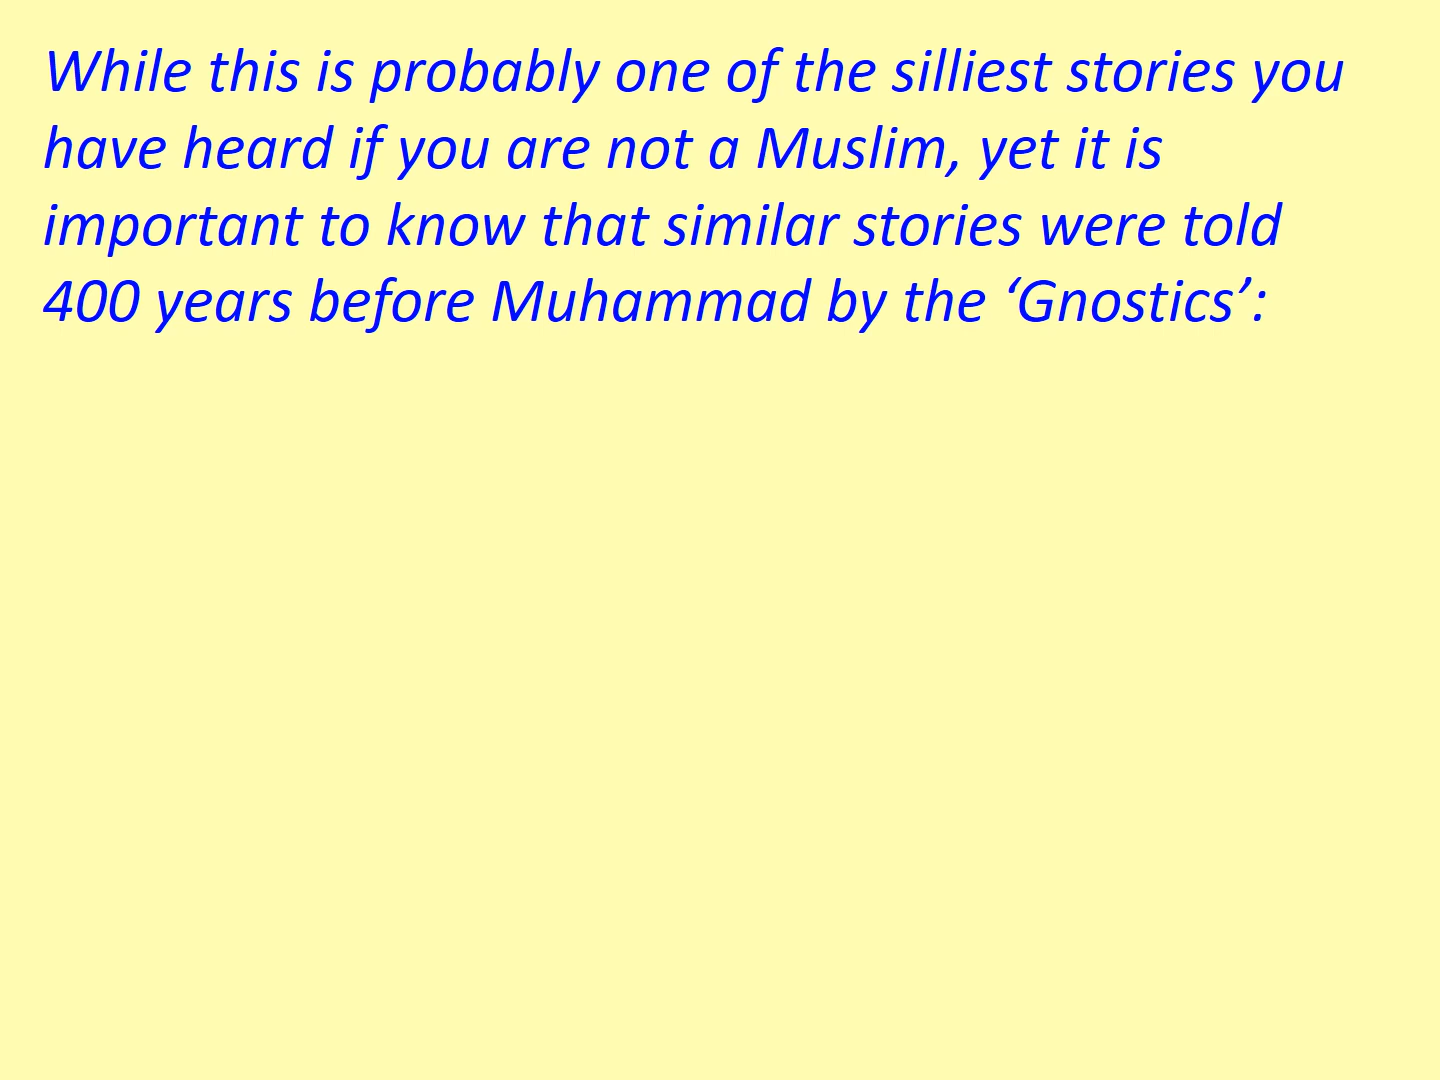 While this is probably one of the silliest stories you
have heard if you are not a Muslim, yet it is
important to know that similar stories were told
400 years before Muhammad by the ‘Gnostics’: